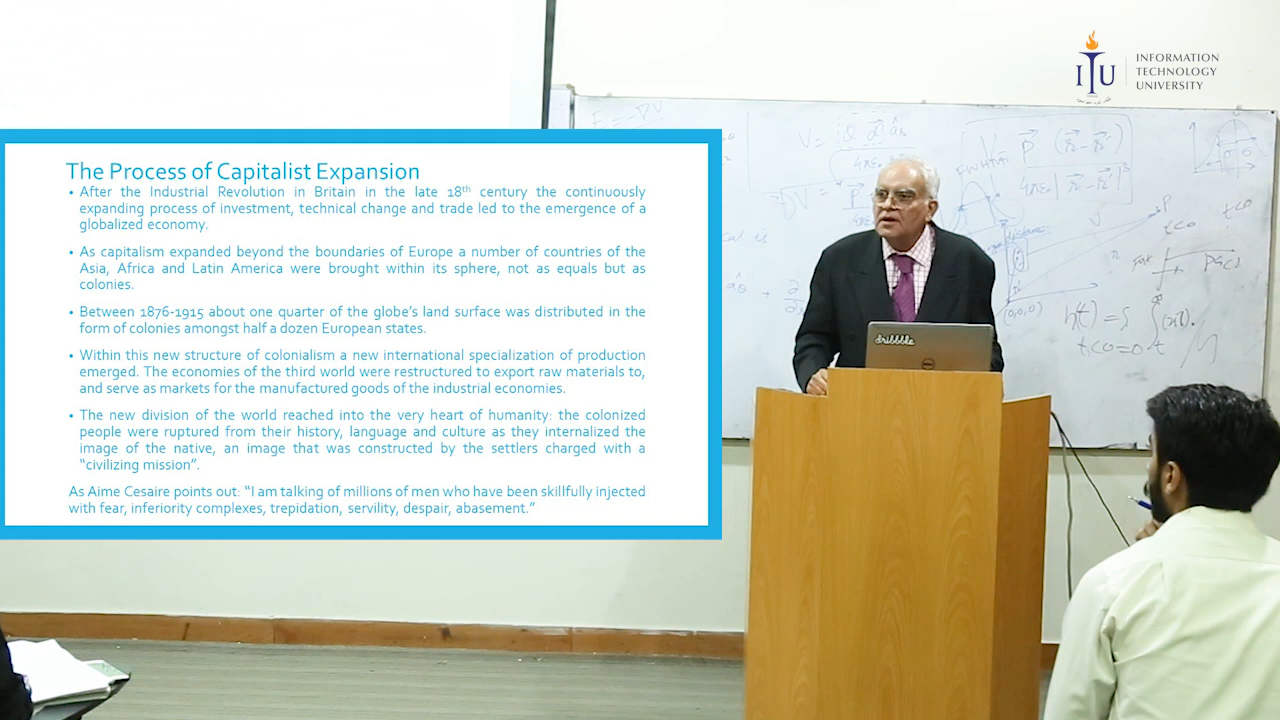 ITU
INFORMATION
TECHNOLOGY
UNIVERSITY
The Process of Capitalist Expansion
• After the Industrial Revolution in Britain in the late 18th century the continuously
expanding process of investment, technical change and trade led to the emergence of a
globalized economy.
• As capitalism expanded beyond the boundaries of Europe a number of countries of the
Asia, Africa and Latin America were brought within its sphere, not as equals but as
colonies.
• Between 1876-1915 about one quarter of the globe's land surface was distributed in the
form of colonies amongst half a dozen European states.
• Within this new structure of colonialism a new international specialization of production
emerged. The economies of the third world were restructured to export raw materials to,
and serve as markets for the manufactured goods of the industrial economies.
• The new division of the world reached into the very heart of humanity: the colonized
people were ruptured from their history, language and culture as they internalized the
image of the native, an image that was constructed by the settlers charged with a
"civilizing mission".
As Aime Cesaire points out: "I am talking of millions of men who have been skillfully injected
with fear, inferiority complexes, trepidation, servility, despair, abasement."
dribbble
DELL
E = -∇V
(0,0,0)
t<0
t<0